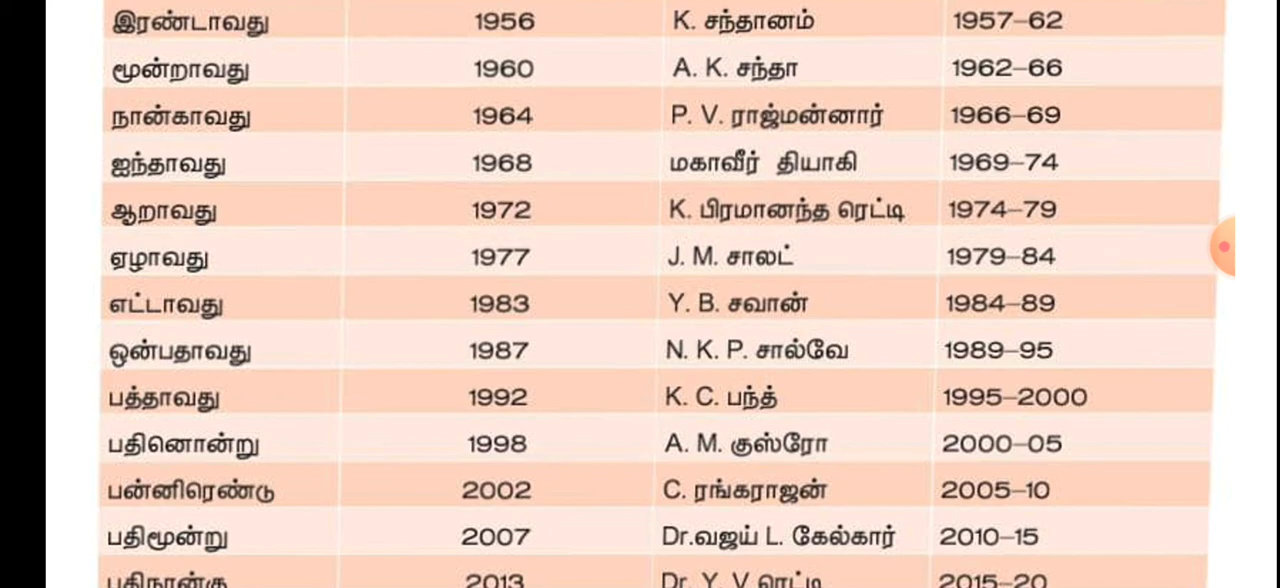 இரண்டாவது 1956 K. சந்தானம் 1957–62
மூன்றாவது 1960 A. K. சந்தா 1962–66
நான்காவது 1964 P. V. ராஜ்மன்னார் 1966–69
ஐந்தாவது 1968 மகாவீர் தியாகி 1969–74
ஆறாவது 1972 K. பிரமானந்த ரெட்டி 1974–79
ஏழாவது 1977 J. M. சாலட் 1979–84
எட்டாவது 1983 Y. B. சவான் 1984–89
ஒன்பதாவது 1987 N. K. P. சால்வே 1989–95
பத்தாவது 1992 K. C. பந்த் 1995–2000
பதினொன்று 1998 A. M. குஸ்ரோ 2000–05
பன்னிரெண்டு 2002 C. ரங்கராஜன் 2005–10
பதிமூன்று 2007 Dr.வஜய் L. கேல்கார் 2010–15
பதிநான்கு 2013 Dr. Y. V ரெட்டி 2015–20